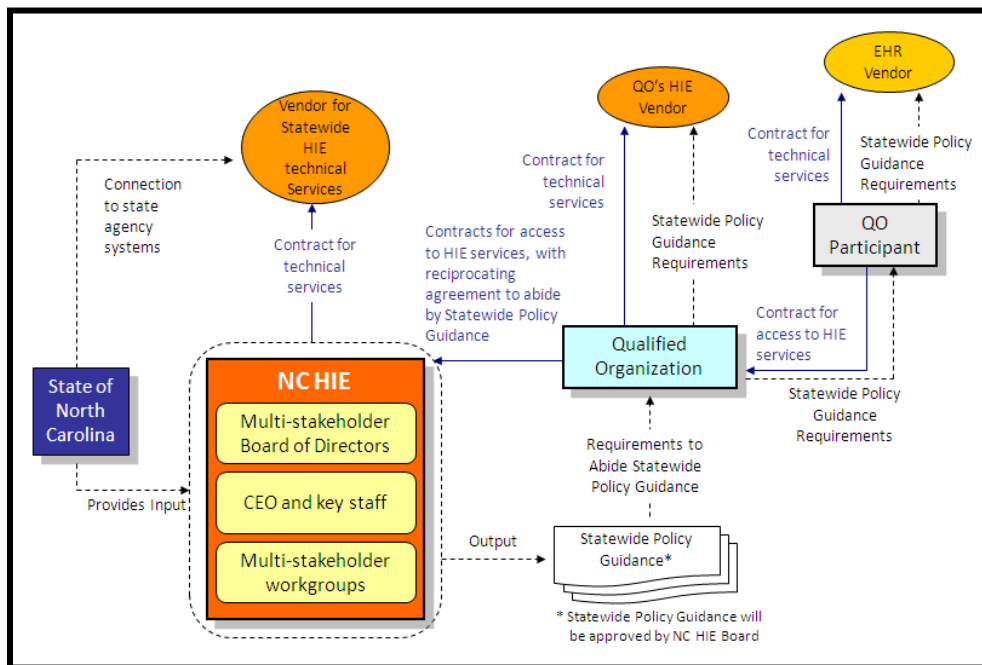 EHR
Vendor
QO's HIE
Vendor
Vendor for
Statewide
HIE
technical
Services
Contract for
technical
services
Statewide Policy
Guidance
Requirements
Contract for
technical
services
Connection
to state
agency
systems
Statewide Policy
Guidance
Requirements
QO
Participant
Contract for
technical
services
Contracts for access
to HIE services, with
reciprocating
agreement to abide
by Statewide Policy
Guidance
Contract for
access to HIE
services
Qualified
Organization
Statewide Policy
Guidance
Requirements
State of
North
Carolina
NC HIE
Multi-stakeholder
Board of Directors
CEO and key staff
Multi-stakeholder
workgroups
Provides Input
Requirements to
Abide Statewide
Policy Guidance
Output
Statewide Policy
Guidance*
* Statewide Policy Guidance will
be approved by NC HIE Board